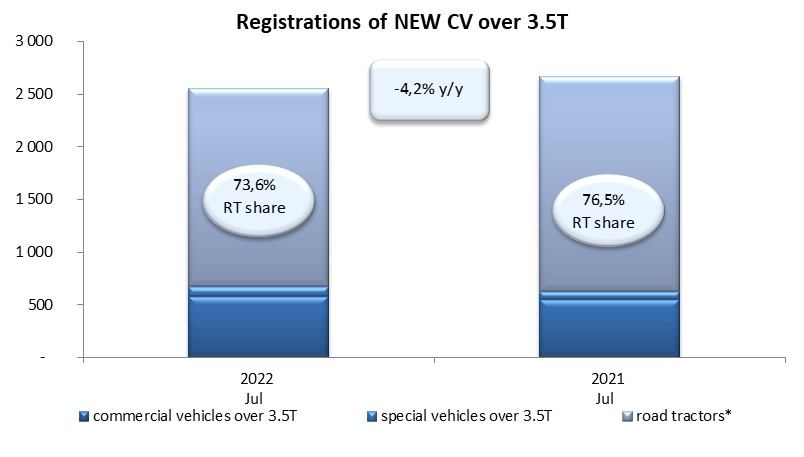 Registrations of NEW CV over 3.5T
3 000
2 500
2 000
1 500
1 000
500
-
-4,2% y/y
73,6%
RT share
76,5%
RT share
2022
2021
Jul
Jul
commercial vehicles over 3.5T
special vehicles over 3.5T
road tractors*